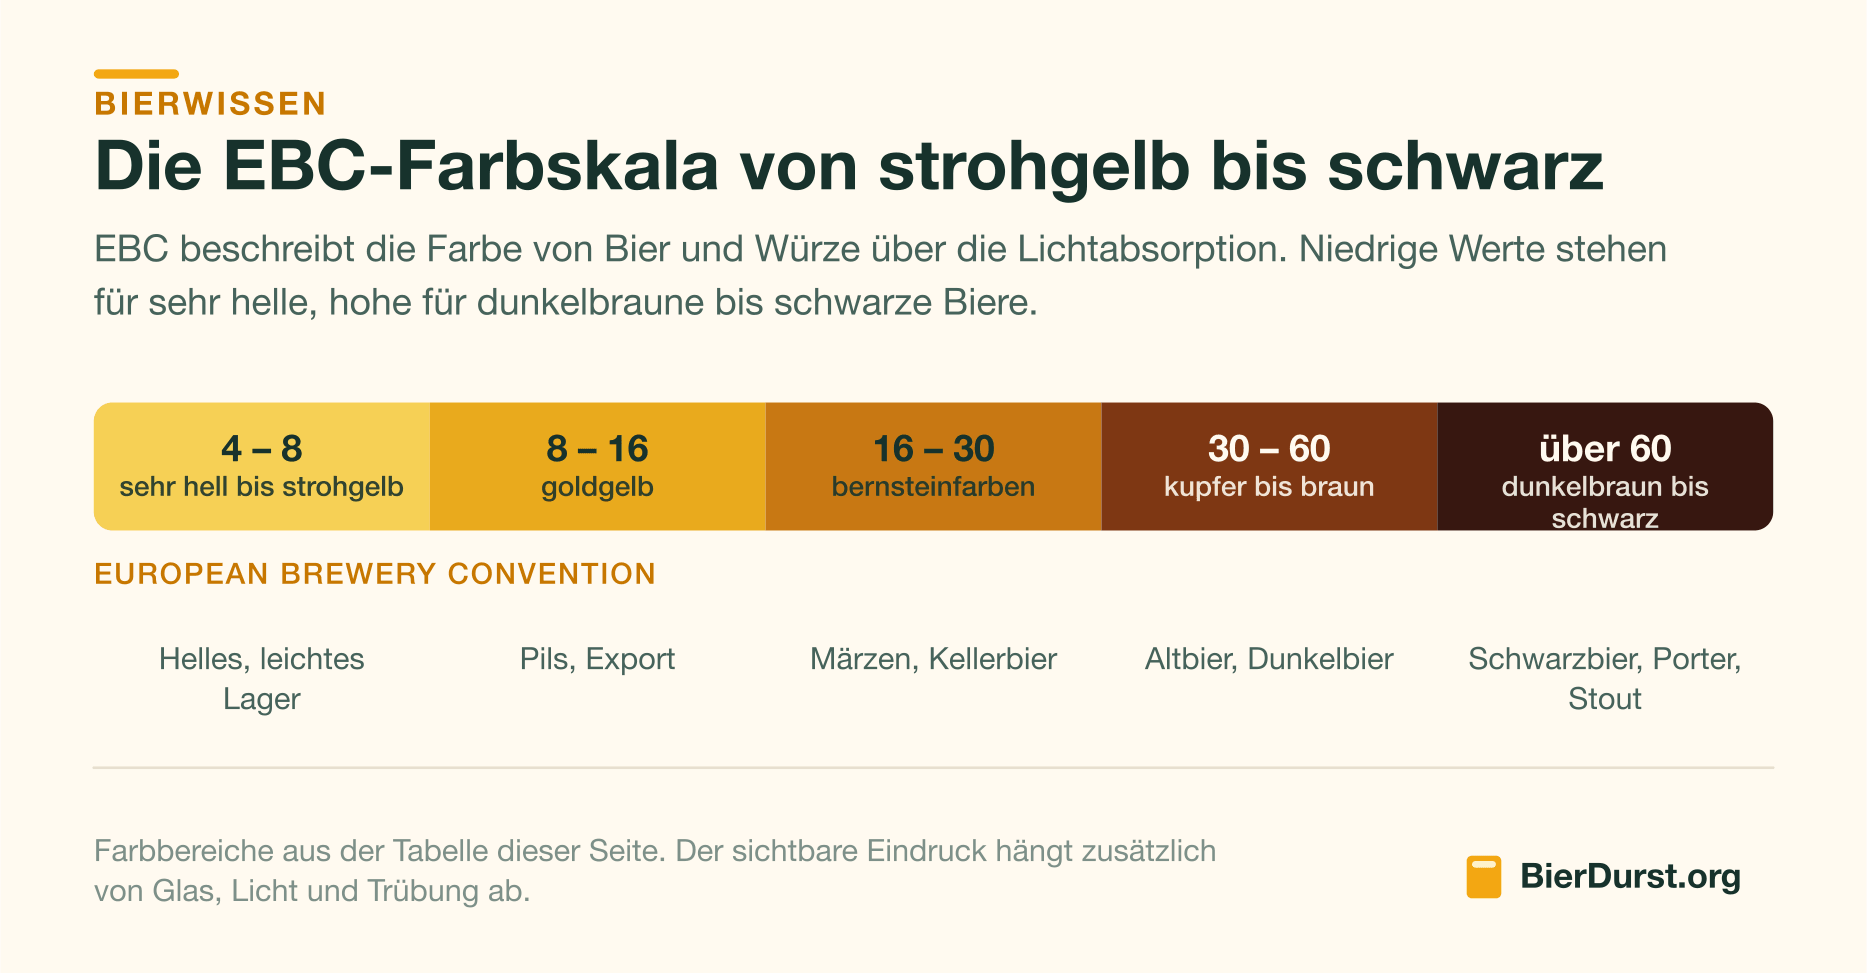 BIERWISSEN
Die EBC-Farbskala von strohgelb bis schwarz
EBC beschreibt die Farbe von Bier und Würze über die Lichtabsorption. Niedrige Werte stehen
für sehr helle, hohe für dunkelbraune bis schwarze Biere.
4 – 8
sehr hell bis strohgelb
8 – 16
goldgelb
16 – 30
bernsteinfarben
30 – 60
kupfer bis braun
über 60
dunkelbraun bis
schwarz
EUROPEAN BREWERY CONVENTION
Helles, leichtes
Lager
Pils, Export
Märzen, Kellerbier
Altbier, Dunkelbier
Schwarzbier, Porter,
Stout
Farbbereiche aus der Tabelle dieser Seite. Der sichtbare Eindruck hängt zusätzlich
von Glas, Licht und Trübung ab.
BierDurst.org